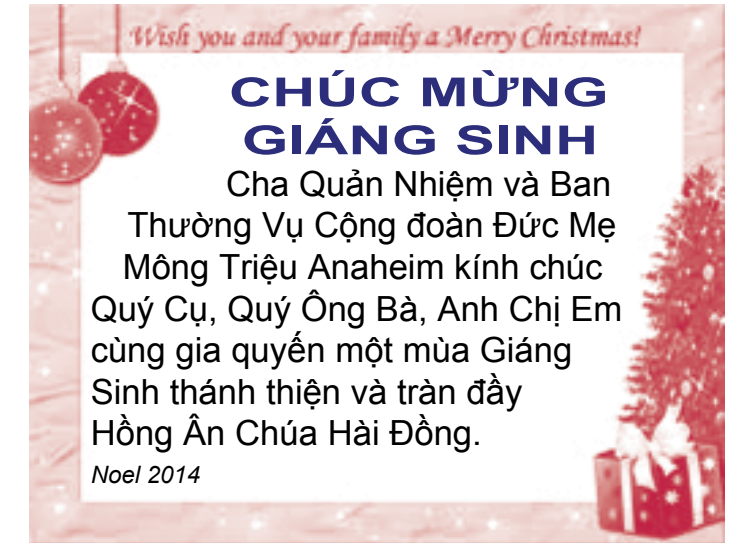 Wish you and your family a Merry Christmas!
CHÚC MỪNG
GIÁNG SINH
Cha Quản Nhiệm và Ban
Thường Vụ Cộng đoàn Đức Mẹ
Mông Triệu Anaheim kính chúc
Quý Cụ, Quý Ông Bà, Anh Chị Em
cùng gia quyến một mùa Giáng
Sinh thánh thiện và tràn đầy
Hồng Ân Chúa Hài Đồng.
Noel 2014